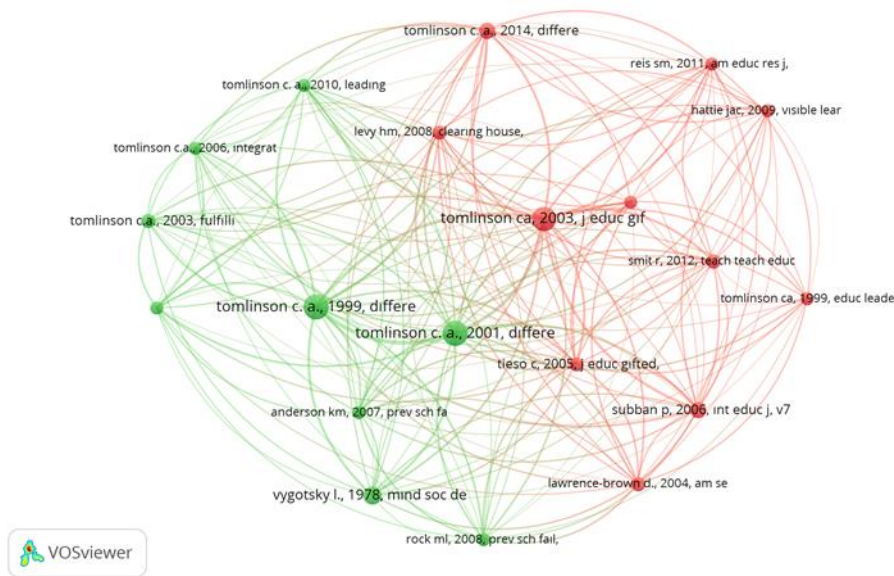 tomlinson c. a., 2014, differe
reis sm, 2011, am educ res j,
tomlinson c. a., 2010, leading
hattie jac, 2009, visible lear
levy hm, 2008, clearing house,
tomlinson c.a., 2006, integrat
tomlinson c.a., 2003, fulfilli
tomlinson ca, 2003, j educ gif
smit r, 2012, teach teach educ
tomlinson ca, 1999, educ leade
tomlinson c. a., 1999, differe
tomlinson c. a., 2001, differe
tieso c, 2005, j educ gifted,
anderson km, 2007, prev sch fa
subban p, 2006, int educ j, v7
lawrence-brown d., 2004, am se
vygotsky l., 1978, mind soc de
rock ml, 2008, prev sch fail,
VOSviewer